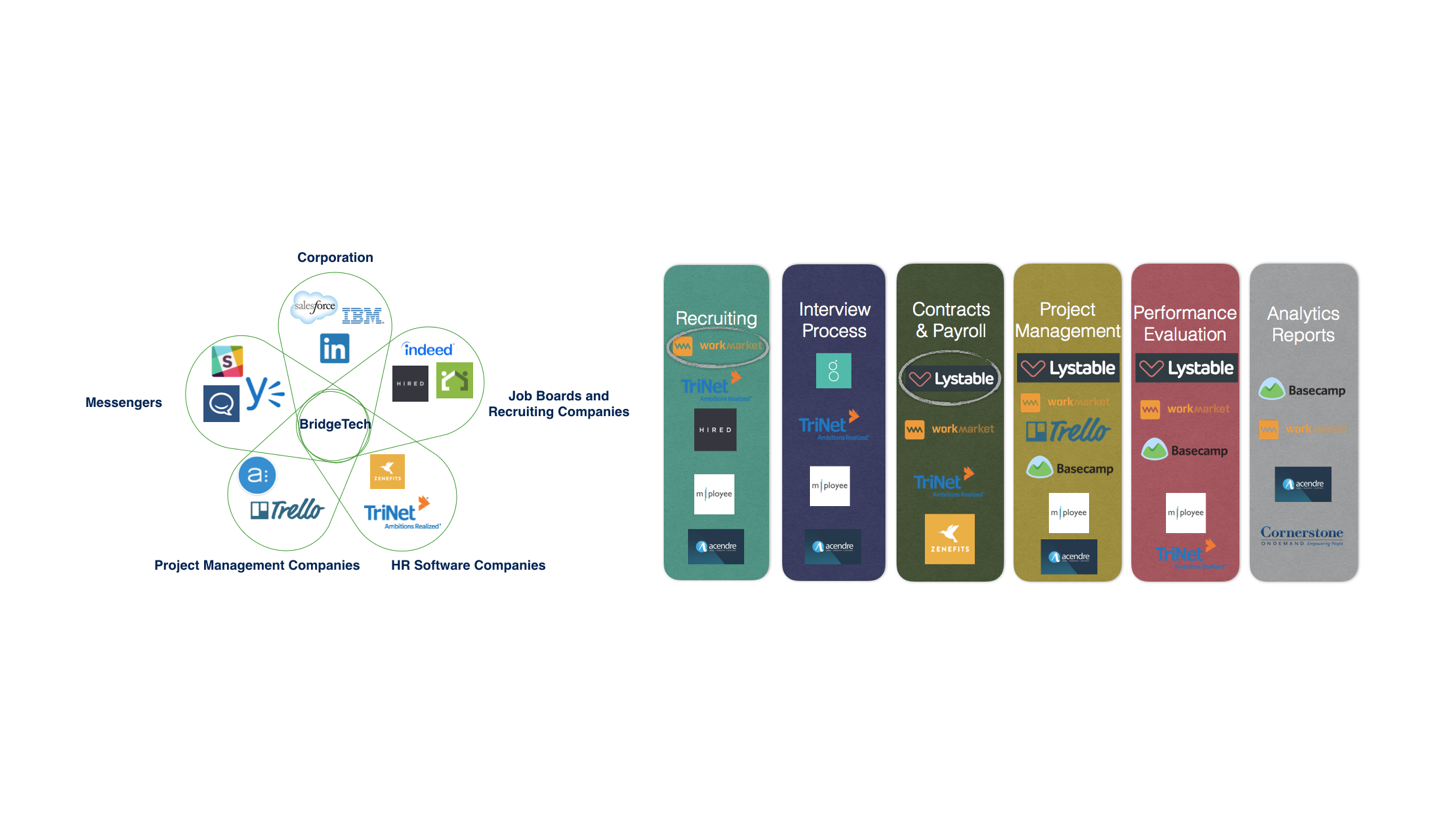 Corporation
salesforce
IBM
in
indeed
HIRED
Job Boards and
Recruiting Companies
Messengers
S
y
BridgeTech
a:
Trello
ZENEFITS
TriNet
Ambitions Realized
Project Management Companies
HR Software Companies
Recruiting
workmarket
TriNet
Ambitions Realized
HIRED
m|ployee
acendre
Interview
Process
g
TriNet
Ambitions Realized
m|ployee
acendre
Contracts
& Payroll
Lystable
workmarket
TriNet
Ambitions Realized
ZENEFITS
Project
Management
Lystable
workmarket
Trello
Basecamp
m|ployee
acendre
Performance
Evaluation
Lystable
workmarket
Basecamp
m|ployee
TriNet
Ambitions Realized
Analytics
Reports
Basecamp
workmarket
acendre
Cornerstone
ONDEMAND Empowering People